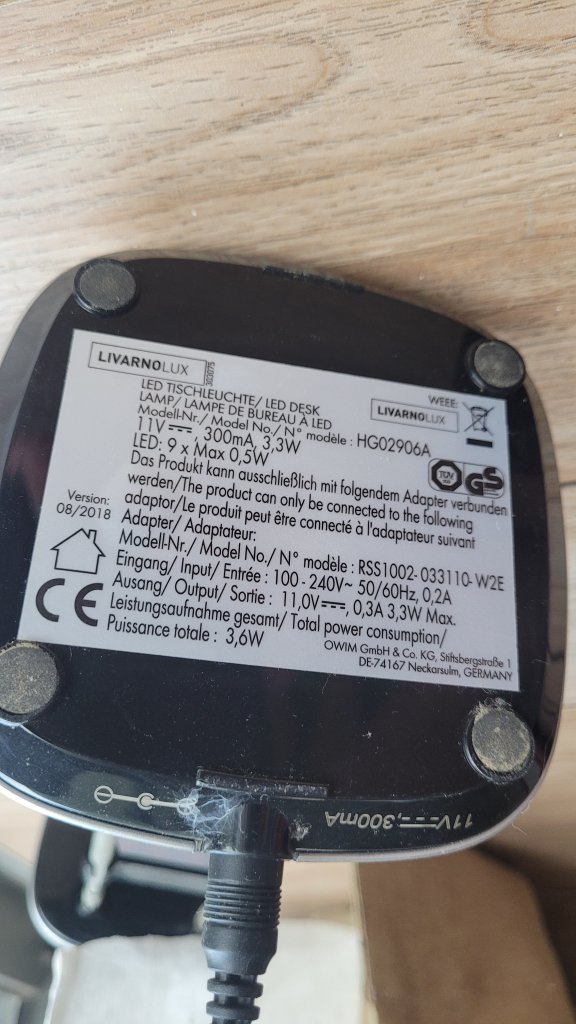 LIVARNOLUX
303075
LED TISCHLEUCHTE/ LED DESK
LAMP/ LAMPE DE BUREAU À LED
Modell-Nr./ Model No./ N° modèle : HG02906A
11V⎓, 300mA, 3,3W
LED: 9 x Max 0,5W
WEEE:
LIVARNOLUX
TÜV
GS
Das Produkt kann ausschließlich mit folgendem Adapter verbunden
werden/The product can only be connected to the following
adaptor/Le produit peut être connecté à l'adaptateur suivant
Adapter/ Adaptateur:
Modell-Nr./ Model No./ N° modèle : RSS1002-033110-W2E
Eingang/ Input/ Entrée : 100 - 240V~ 50/60Hz, 0,2A
Ausang/ Output/ Sortie : 11,0V⎓, 0,3A 3,3W Max.
Leistungsaufnahme gesamt/ Total power consumption/
Puissance totale : 3,6W
Version:
08/2018
CE
OWIM GmbH & Co. KG, Stiftsbergstraße 1
DE-74167 Neckarsulm, GERMANY
11V⎓,300mA